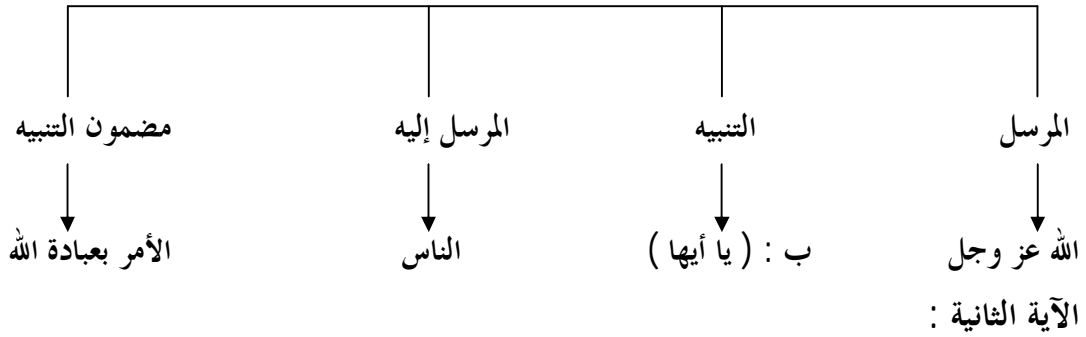 المرسل التنبيه المرسل إليه مضمون التنبيه
الله عز وجل ب : ( يا أيها ) الناس الأمر بعبادة الله
الآية الثانية :